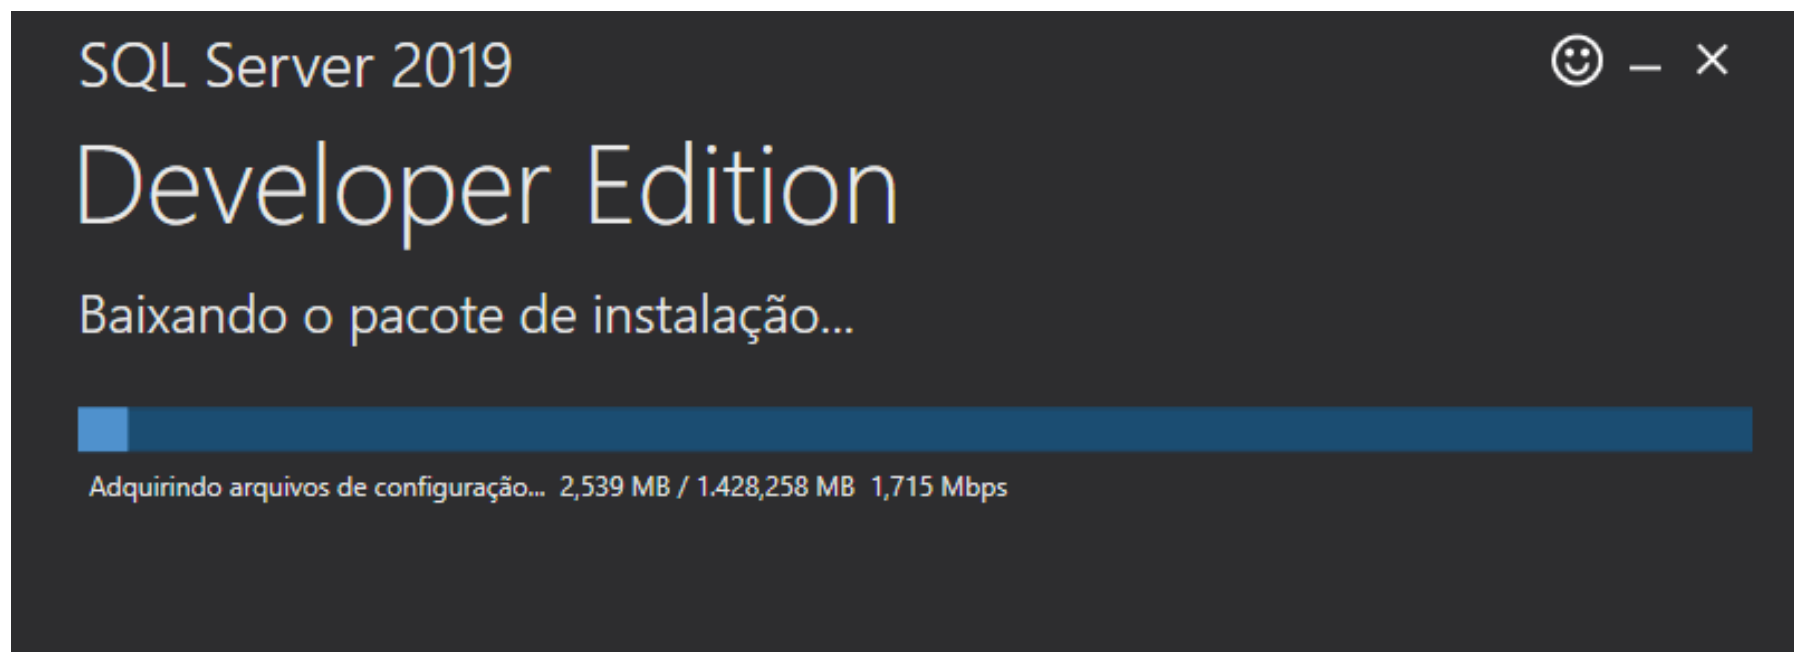 SQL Server 2019
Developer Edition
Baixando o pacote de instalação...
Adquirindo arquivos de configuração... 2,539 MB / 1.428,258 MB 1,715 Mbps